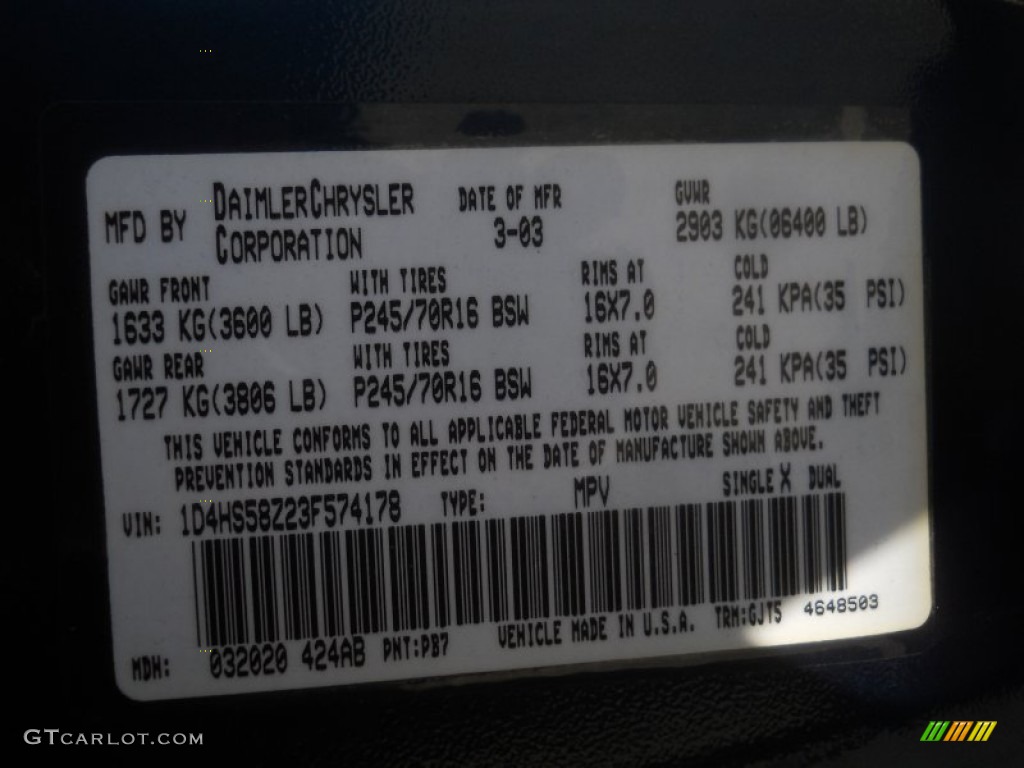 MFD BY DAIMLERCHRYSLER CORPORATION DATE OF MFR 3-03 GVWR 2903 KG(06400 LB)
GAWR FRONT WITH TIRES RIMS AT COLD
1633 KG(3600 LB) P245/70R16 BSW 16X7.0 241 KPA(35 PSI)
GAWR REAR WITH TIRES RIMS AT COLD
1727 KG(3806 LB) P245/70R16 BSW 16X7.0 241 KPA(35 PSI)
THIS VEHICLE CONFORMS TO ALL APPLICABLE FEDERAL MOTOR VEHICLE SAFETY AND THEFT
PREVENTION STANDARDS IN EFFECT ON THE DATE OF MANUFACTURE SHOWN ABOVE.
VIN: 1D4HS58Z23F574178 TYPE: MPV SINGLE X DUAL
MDH: 032020 424AB PNT:PB7 VEHICLE MADE IN U.S.A. TRM:GJT5 4648503
GTCARLOT.COM